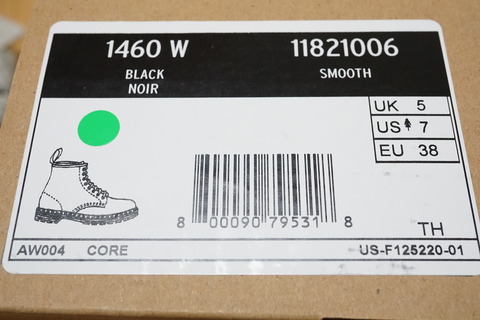 1460 W 11821006
BLACK SMOOTH
NOIR
UK 5
US 7
EU 38
8 00090 79531 8
TH
AW004 CORE US-F125220-01